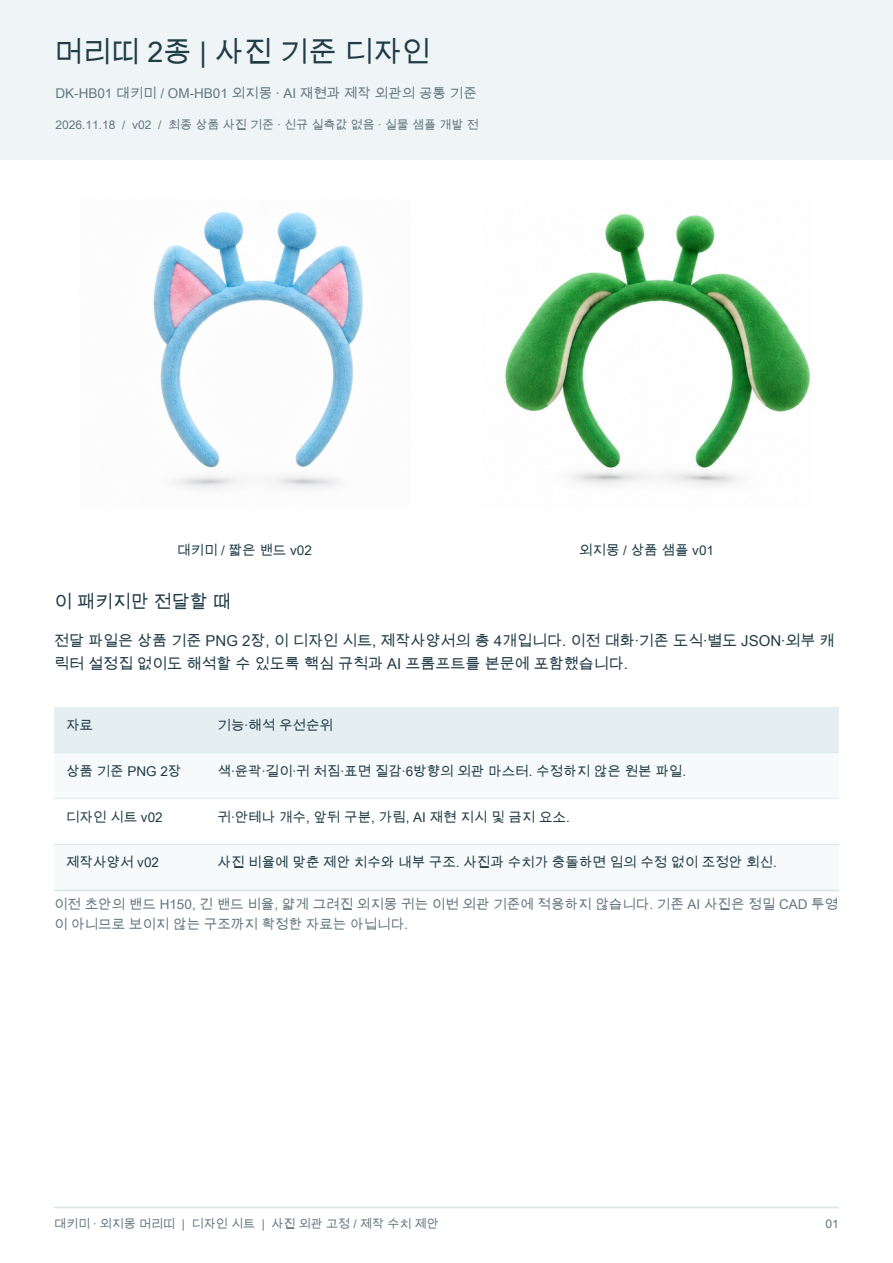 머리띠 2종 | 사진 기준 디자인
DK-HB01 대키미 / OM-HB01 외지몽 · AI 재현과 제작 외관의 공통 기준
2026.11.18 / v02 / 최종 상품 사진 기준 · 신규 실측값 없음 · 실물 샘플 개발 전
대키미 / 짧은 밴드 v02
외지몽 / 상품 샘플 v01
이 패키지만 전달할 때
전달 파일은 상품 기준 PNG 2장, 이 디자인 시트, 제작사양서의 총 4개입니다. 이전 대화·기존 도식·별도 JSON·외부 캐
릭터 설정집 없이도 해석할 수 있도록 핵심 규칙과 AI 프롬프트를 본문에 포함했습니다.
자료 기능·해석 우선순위
상품 기준 PNG 2장 색·윤곽·길이·귀 처짐·표면 질감·6방향의 외관 마스터. 수정하지 않은 원본 파일.
디자인 시트 v02 귀·안테나 개수, 앞뒤 구분, 가림, AI 재현 지시 및 금지 요소.
제작사양서 v02 사진 비율에 맞춘 제안 치수와 내부 구조. 사진과 수치가 충돌하면 임의 수정 없이 조정안 회신.
이전 초안의 밴드 H150, 긴 밴드 비율, 얇게 그려진 외지몽 귀는 이번 외관 기준에 적용하지 않습니다. 기존 AI 사진은 정밀 CAD 투영
이 아니므로 보이지 않는 구조까지 확정한 자료는 아닙니다.
대키미 · 외지몽 머리띠 | 디자인 시트 | 사진 외관 고정 / 제작 수치 제안 01